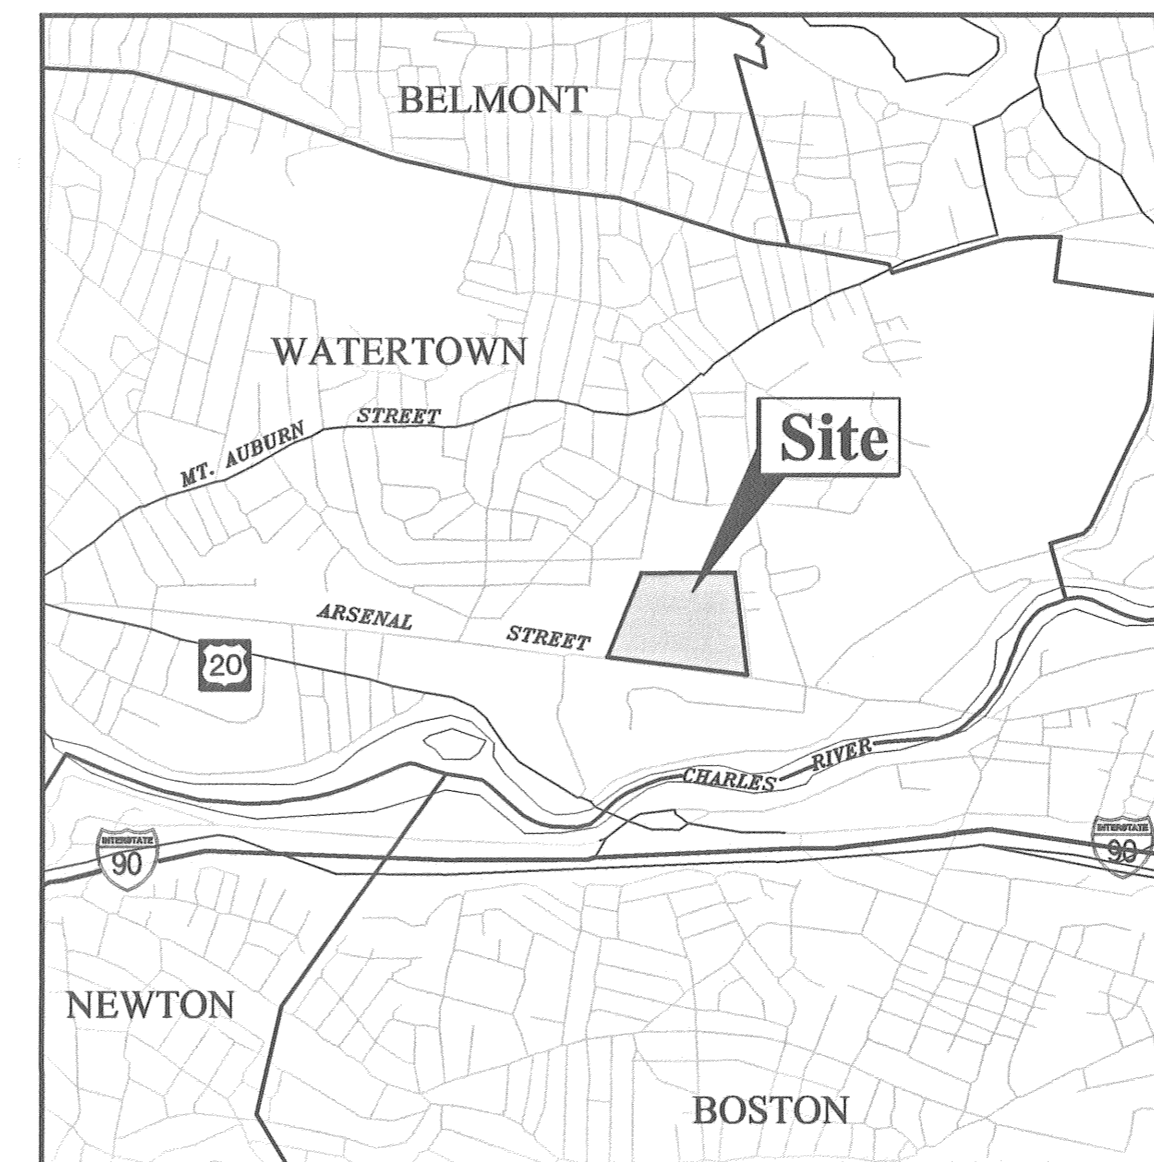 BELMONT
WATERTOWN
MT. AUBURN STREET
Site
ARSENAL STREET
20
CHARLES RIVER
INTERSTATE
90
INTERSTATE
90
NEWTON
BOSTON